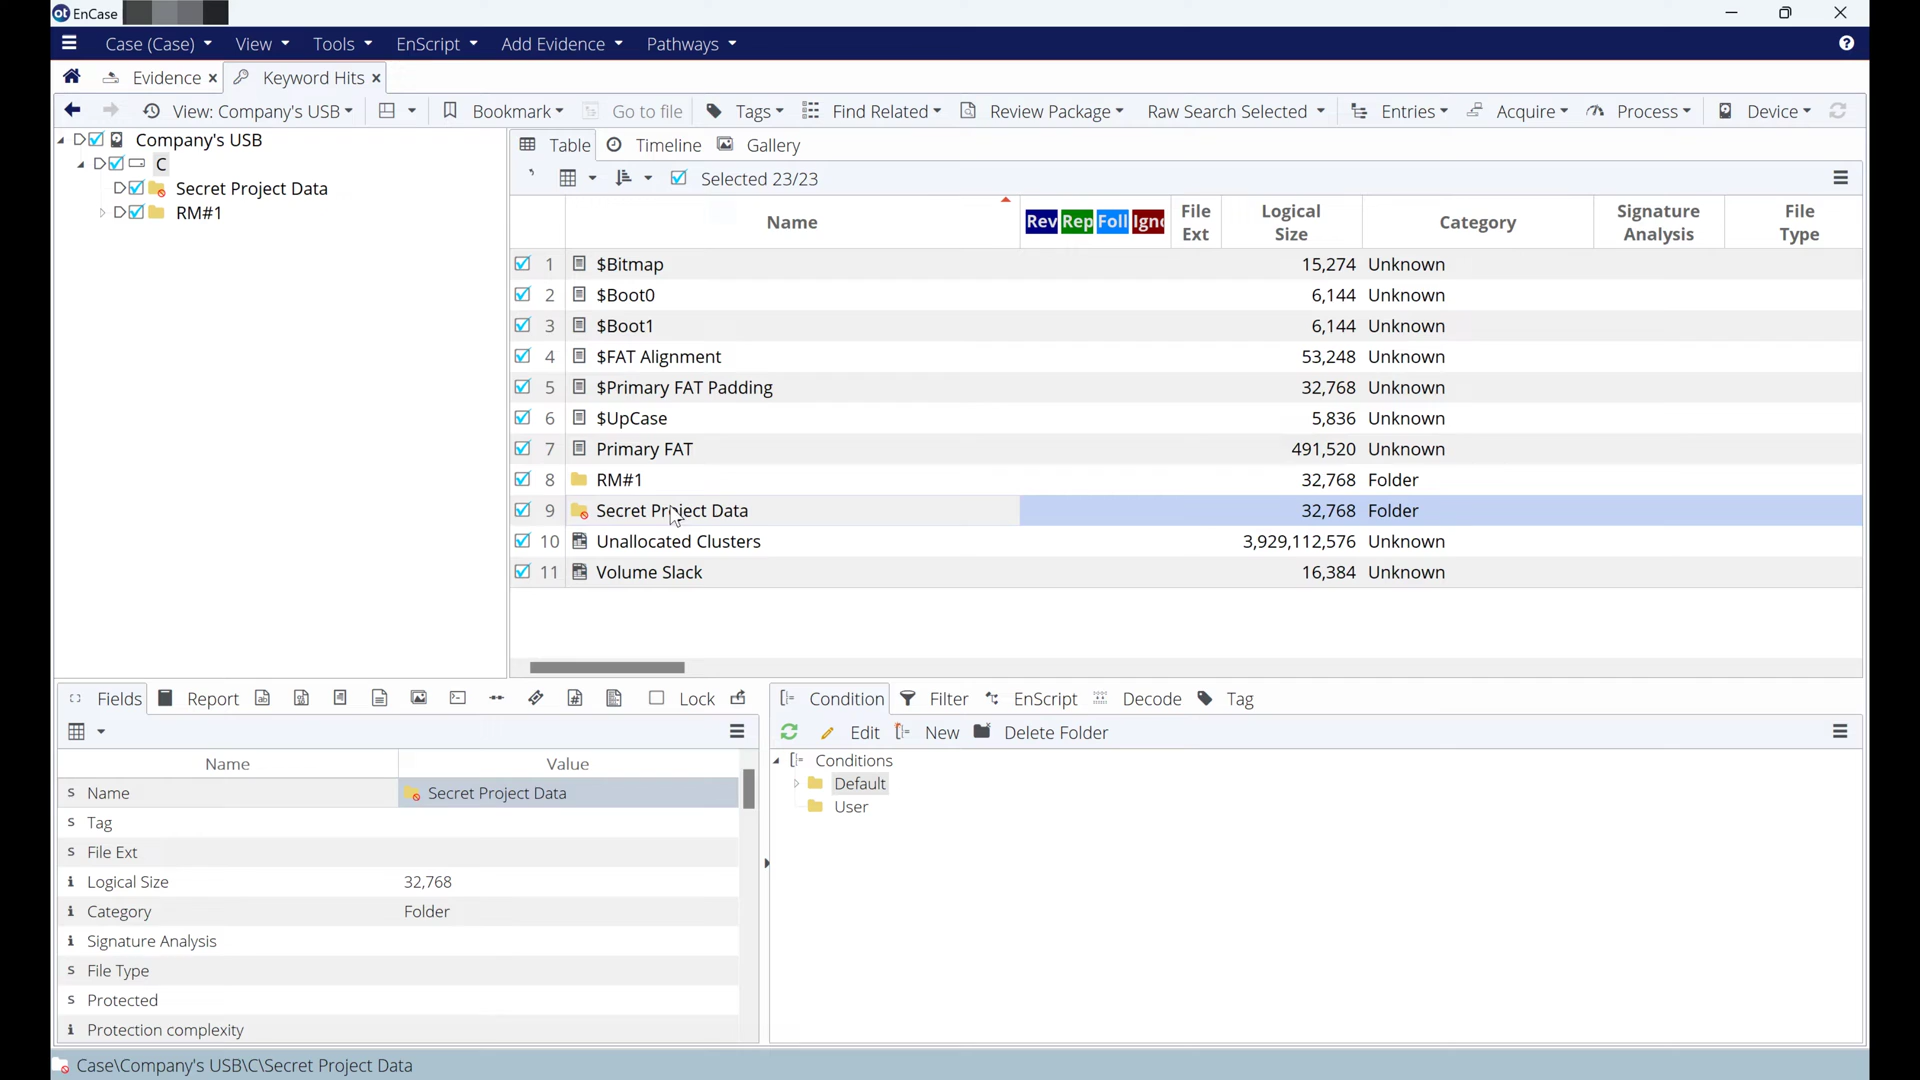 EnCase
Case (Case) View Tools EnScript Add Evidence Pathways
Evidence Keyword Hits
View: Company's USB Bookmark Go to file Tags Find Related Review Package Raw Search Selected Entries Acquire Process Device
Company's USB
C
Secret Project Data
RM#1
Table Timeline Gallery
Selected 23/23
Name Rev Rep Foll Igno File Ext Logical Size Category Signature Analysis File Type
1 $Bitmap 15,274 Unknown
2 $Boot0 6,144 Unknown
3 $Boot1 6,144 Unknown
4 $FAT Alignment 53,248 Unknown
5 $Primary FAT Padding 32,768 Unknown
6 $UpCase 5,836 Unknown
7 Primary FAT 491,520 Unknown
8 RM#1 32,768 Folder
9 Secret Project Data 32,768 Folder
10 Unallocated Clusters 3,929,112,576 Unknown
11 Volume Slack 16,384 Unknown
Fields Report Lock
Name Value
s Name Secret Project Data
s Tag
s File Ext
i Logical Size 32,768
i Category Folder
i Signature Analysis
s File Type
s Protected
i Protection complexity
Condition Filter EnScript Decode Tag
Edit New Delete Folder
Conditions
Default
User
Case\Company's USB\C\Secret Project Data